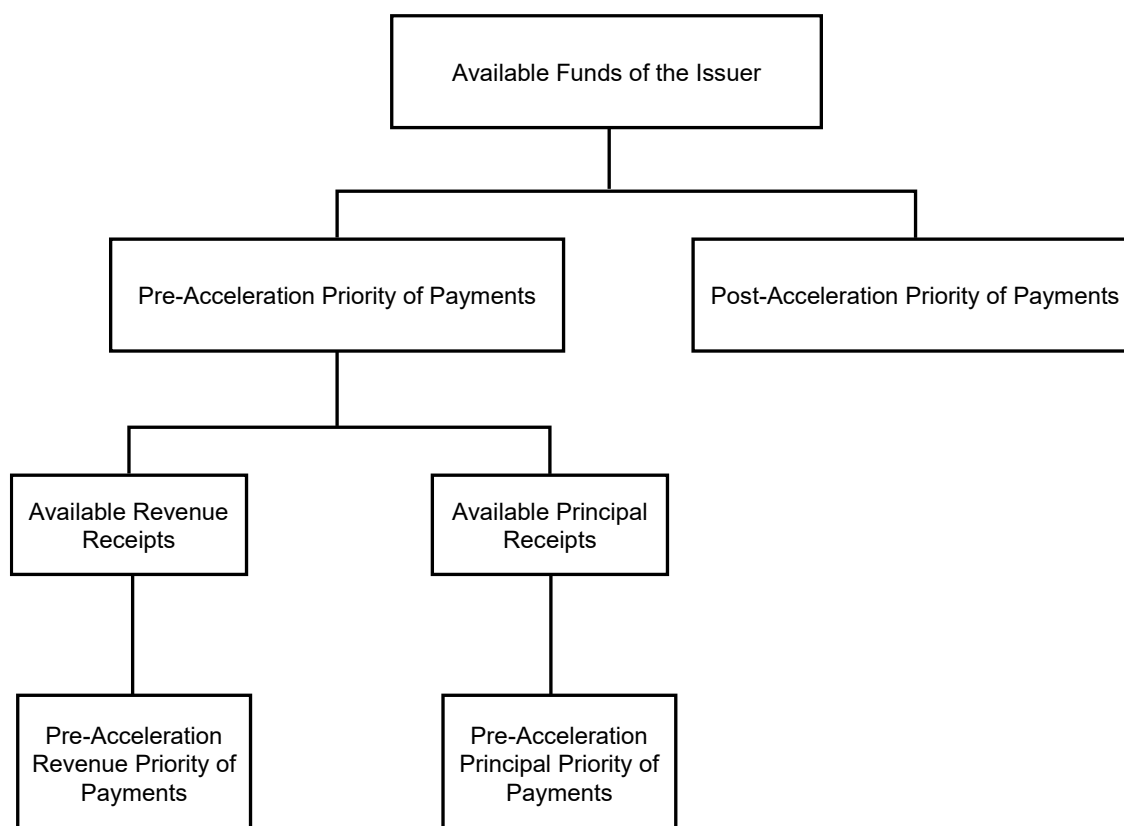 Available Funds of the Issuer
Pre-Acceleration Priority of Payments
Post-Acceleration Priority of Payments
Available Revenue
Receipts
Available Principal
Receipts
Pre-Acceleration
Revenue Priority of
Payments
Pre-Acceleration
Principal Priority of
Payments